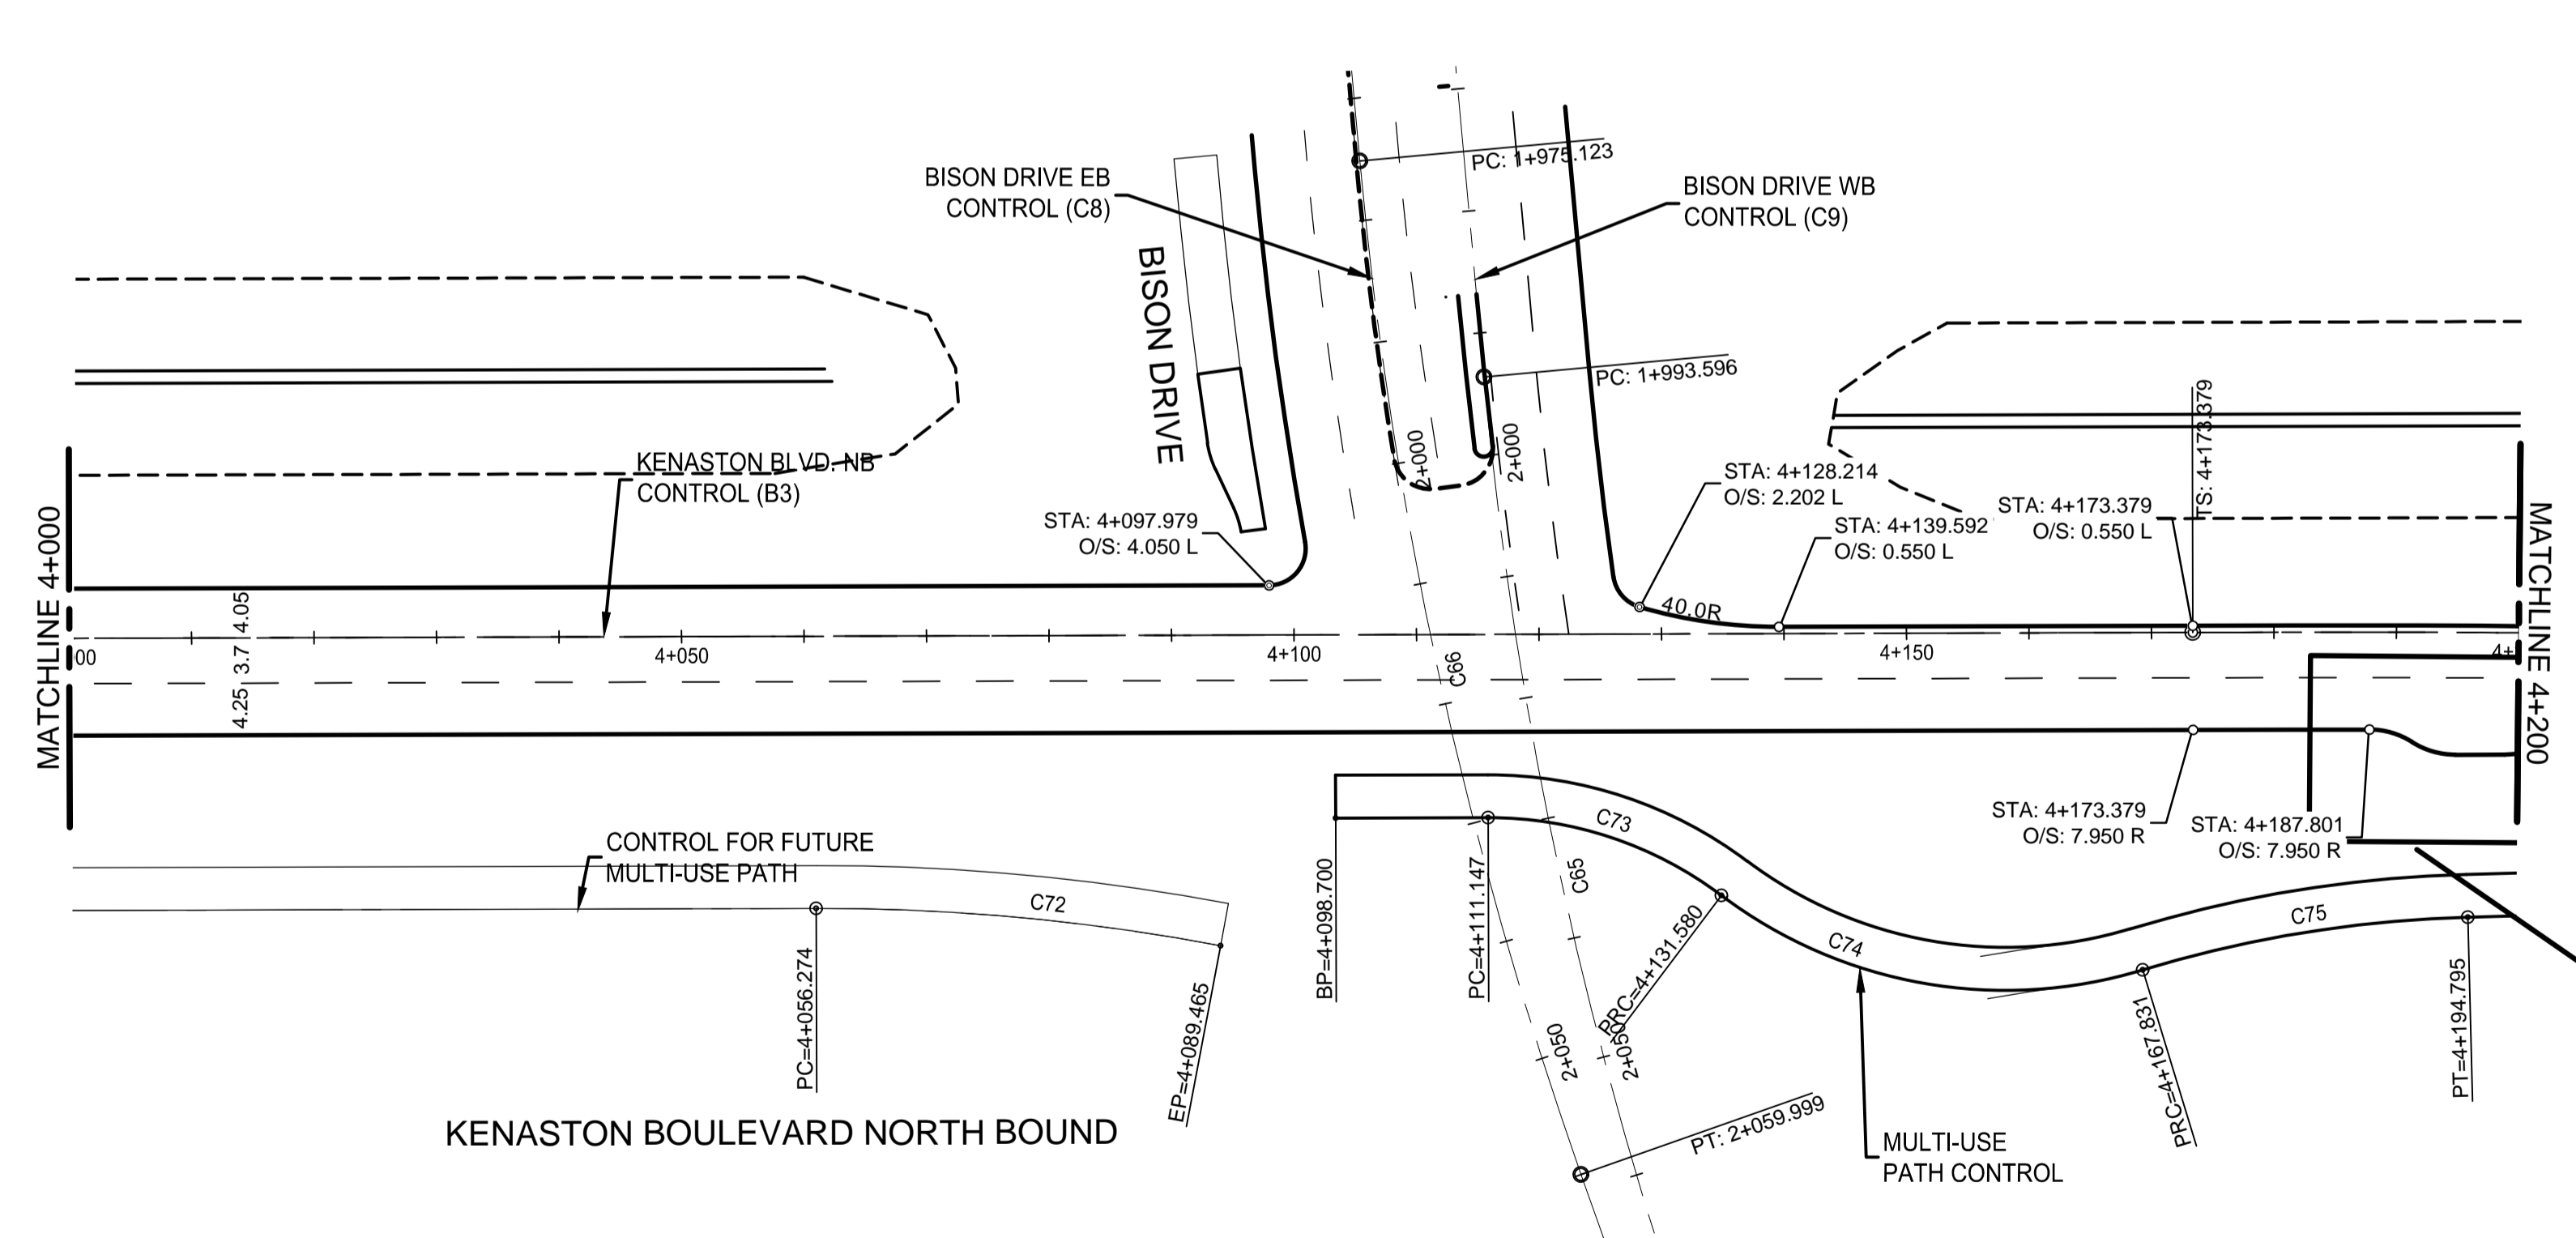 PC: 1+975.123
BISON DRIVE EB
CONTROL (C8)
BISON DRIVE WB
CONTROL (C9)
BISON DRIVE
PC: 1+993.596
TS: 4+173.379
2+000
2+000
KENASTON BLVD. NB
CONTROL (B3)
STA: 4+097.979
O/S: 4.050 L
STA: 4+128.214
O/S: 2.202 L
STA: 4+139.592
O/S: 0.550 L
STA: 4+173.379
O/S: 0.550 L
MATCHLINE 4+000
MATCHLINE 4+200
40.0R
4.05
3.7
4.25
00
4+050
4+100
4+150
4+
C66
C73
C65
STA: 4+173.379
O/S: 7.950 R
STA: 4+187.801
O/S: 7.950 R
CONTROL FOR FUTURE
MULTI-USE PATH
C72
C74
C75
PC=4+056.274
EP=4+089.465
BP=4+098.700
PC=4+111.147
PRC=4+131.580
PRC=4+167.831
PT=4+194.795
2+050
2+050
PT: 2+059.999
KENASTON BOULEVARD NORTH BOUND
MULTI-USE
PATH CONTROL